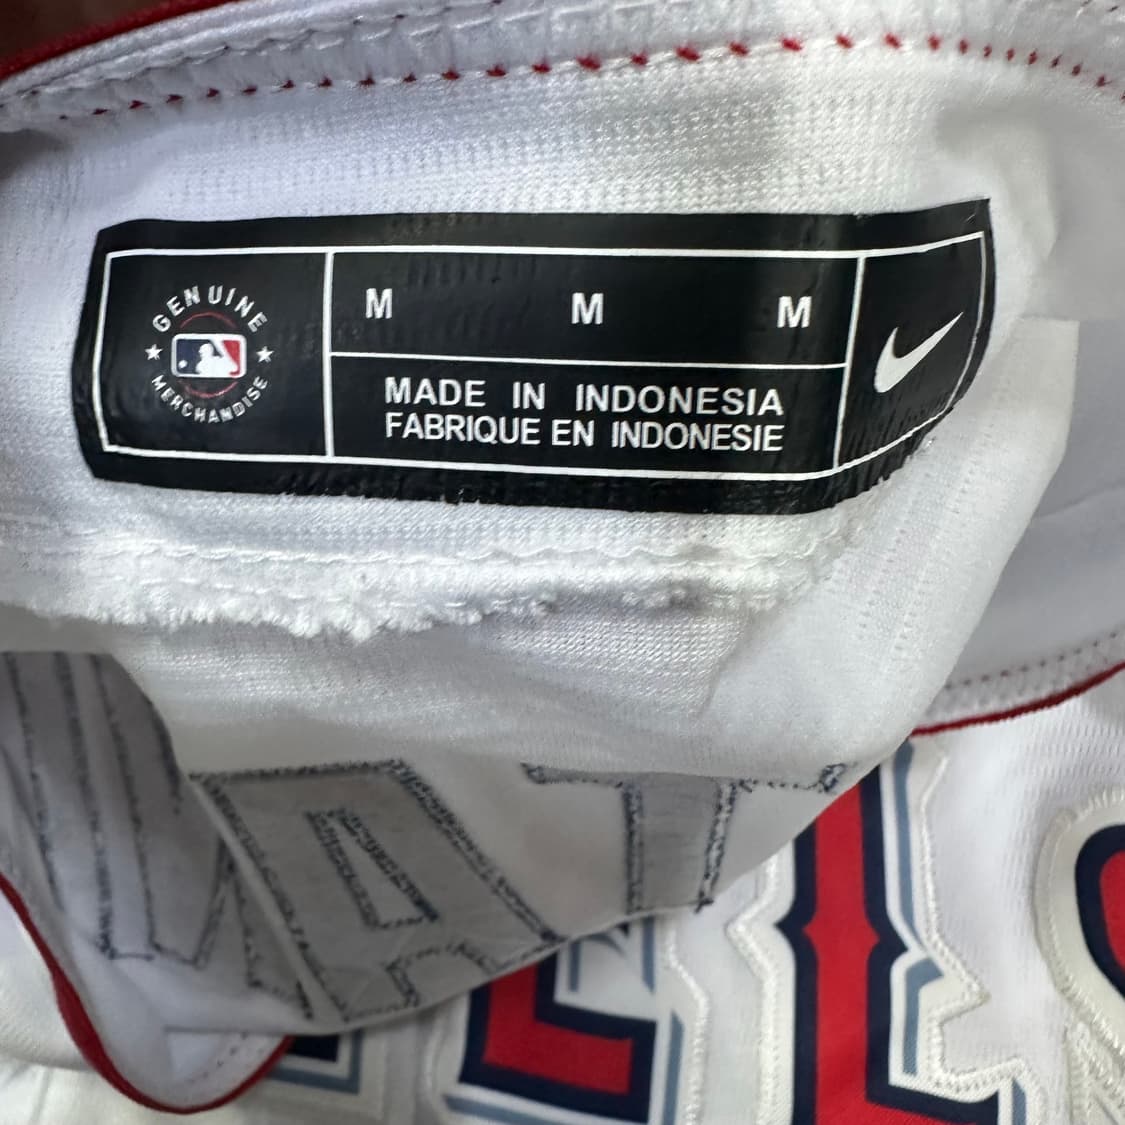 GENUINE
MERCHANDISE
M M M
MADE IN INDONESIA
FABRIQUE EN INDONESIE